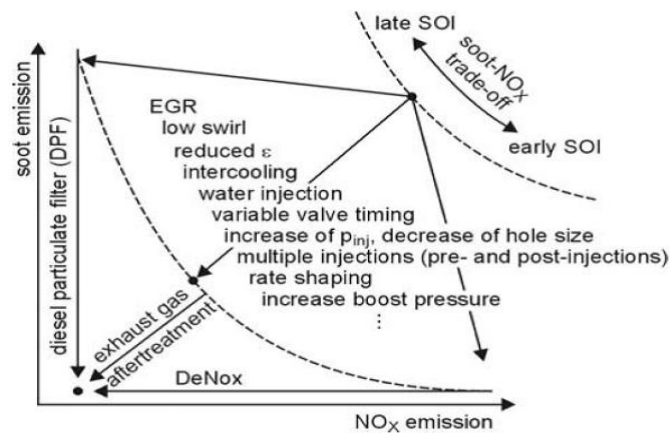 late SOI
soot-NOX
trade-off
early SOI
soot emission
diesel particulate filter (DPF)
EGR
low swirl
reduced ε
intercooling
water injection
variable valve timing
increase of pinj, decrease of hole size
multiple injections (pre- and post-injections)
rate shaping
increase boost pressure
⋮
exhaust gas
aftertreatment
DeNox
NOX emission